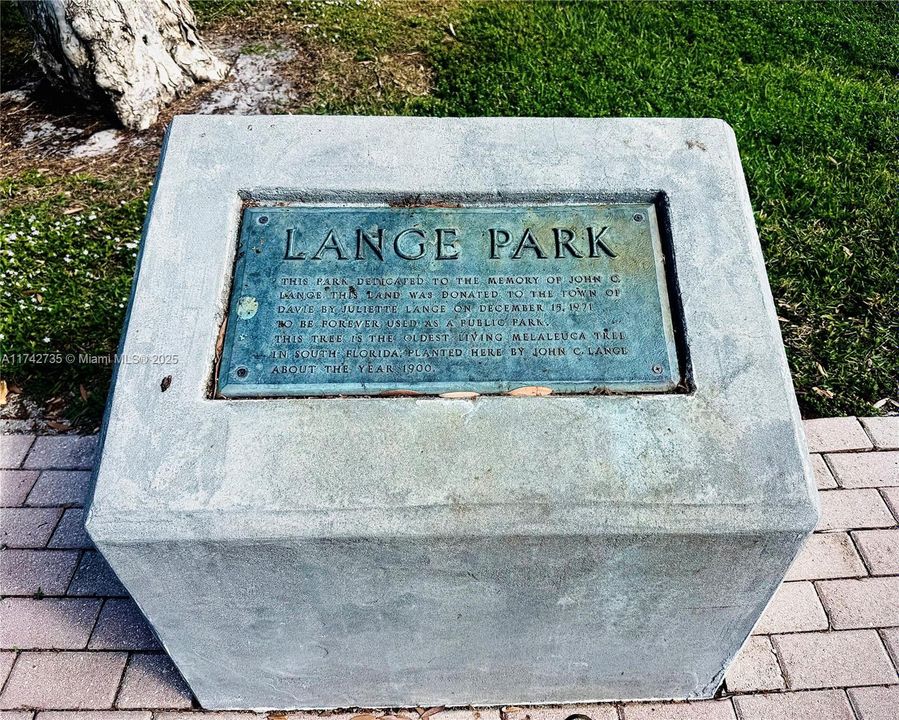 LANGE PARK
THIS PARK DEDICATED TO THE MEMORY OF JOHN C.
LANGE THIS LAND WAS DONATED TO THE TOWN OF
DAVIE BY JULIETTE LANGE ON DECEMBER 15, 1971
TO BE FOREVER USED AS A PUBLIC PARK.
THIS TREE IS THE OLDEST LIVING MELALEUCA TREE
IN SOUTH FLORIDA, PLANTED HERE BY JOHN C. LANGE
ABOUT THE YEAR 1900.
A11742735 © Miami MLS® 2025